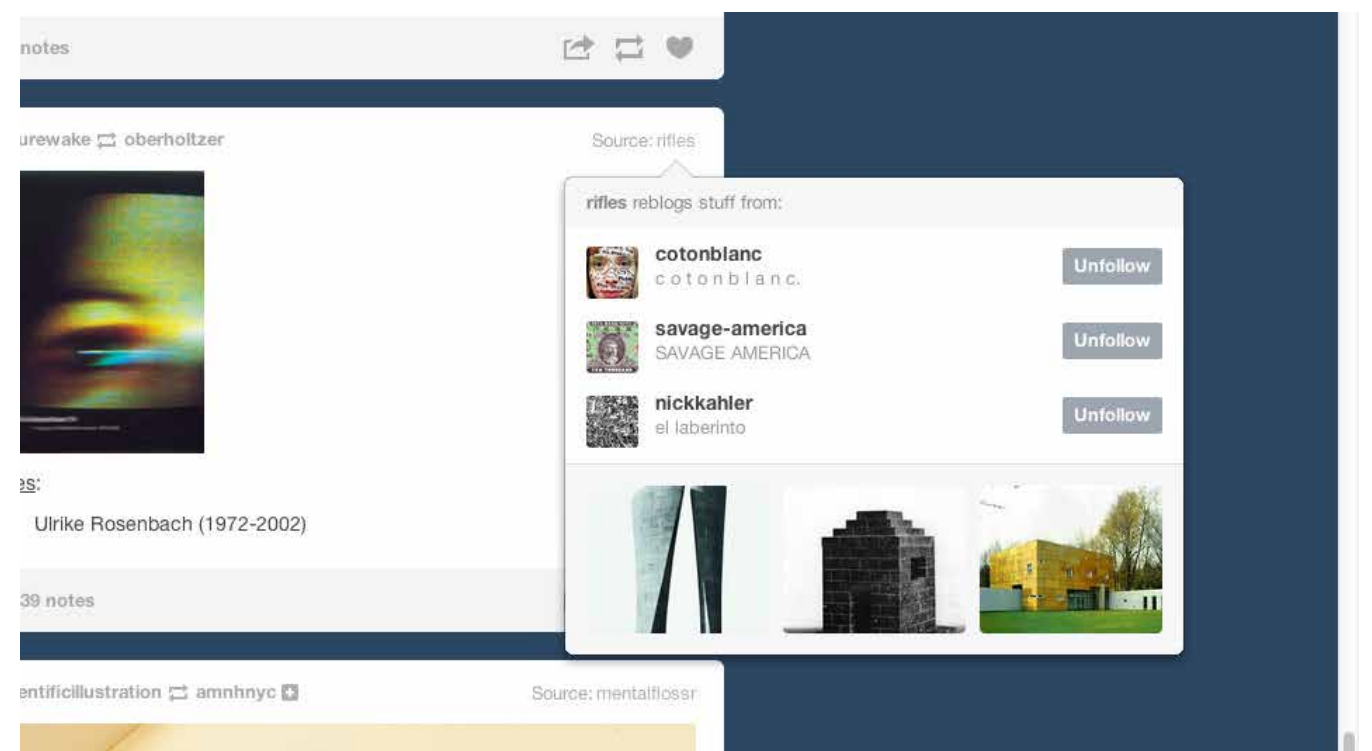 notes
urewake oberholtzer
Source: rifles
rifles reblogs stuff from:
cotonblanc
c o t o n b l a n c.
Unfollow
savage-america
SAVAGE AMERICA
Unfollow
nickkahler
el laberinto
Unfollow
es:
Ulrike Rosenbach (1972-2002)
39 notes
entificillustration amnhnyc
Source: mentalflossr